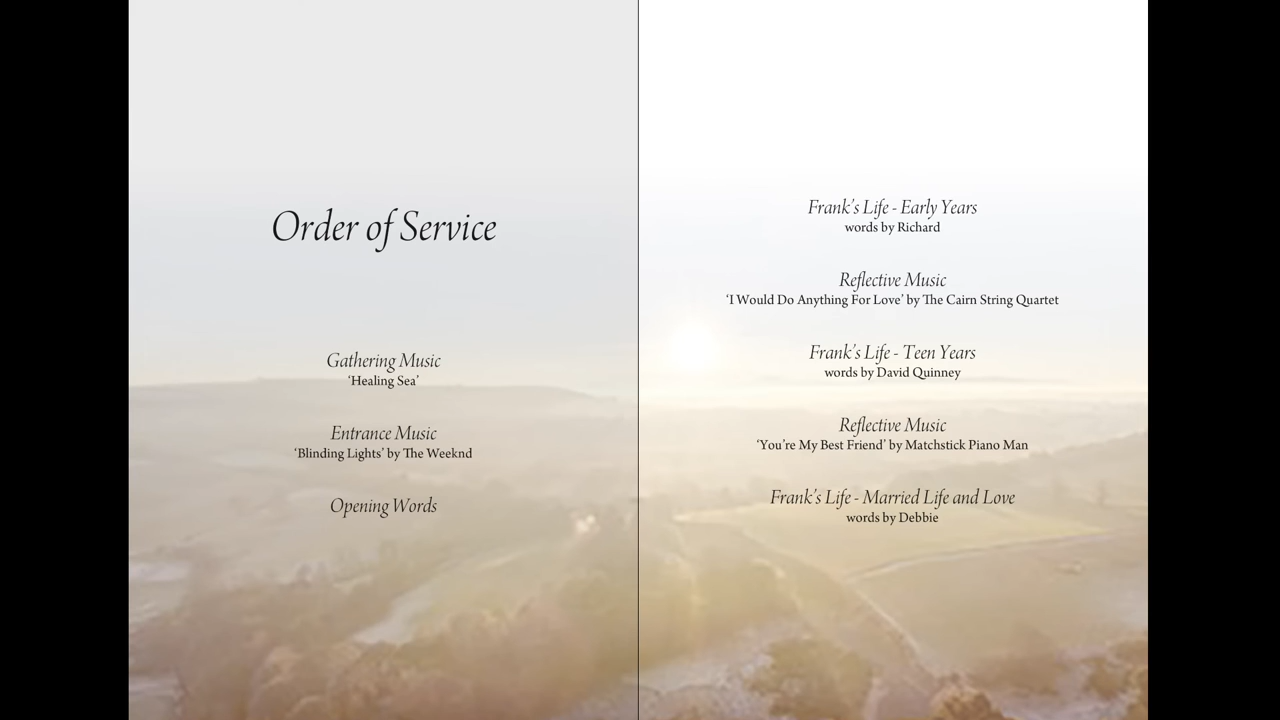 Order of Service
Gathering Music
‘Healing Sea’
Entrance Music
‘Blinding Lights’ by The Weeknd
Opening Words
Frank’s Life - Early Years
words by Richard
Reflective Music
‘I Would Do Anything For Love’ by The Cairn String Quartet
Frank’s Life - Teen Years
words by David Quinney
Reflective Music
‘You’re My Best Friend’ by Matchstick Piano Man
Frank’s Life - Married Life and Love
words by Debbie